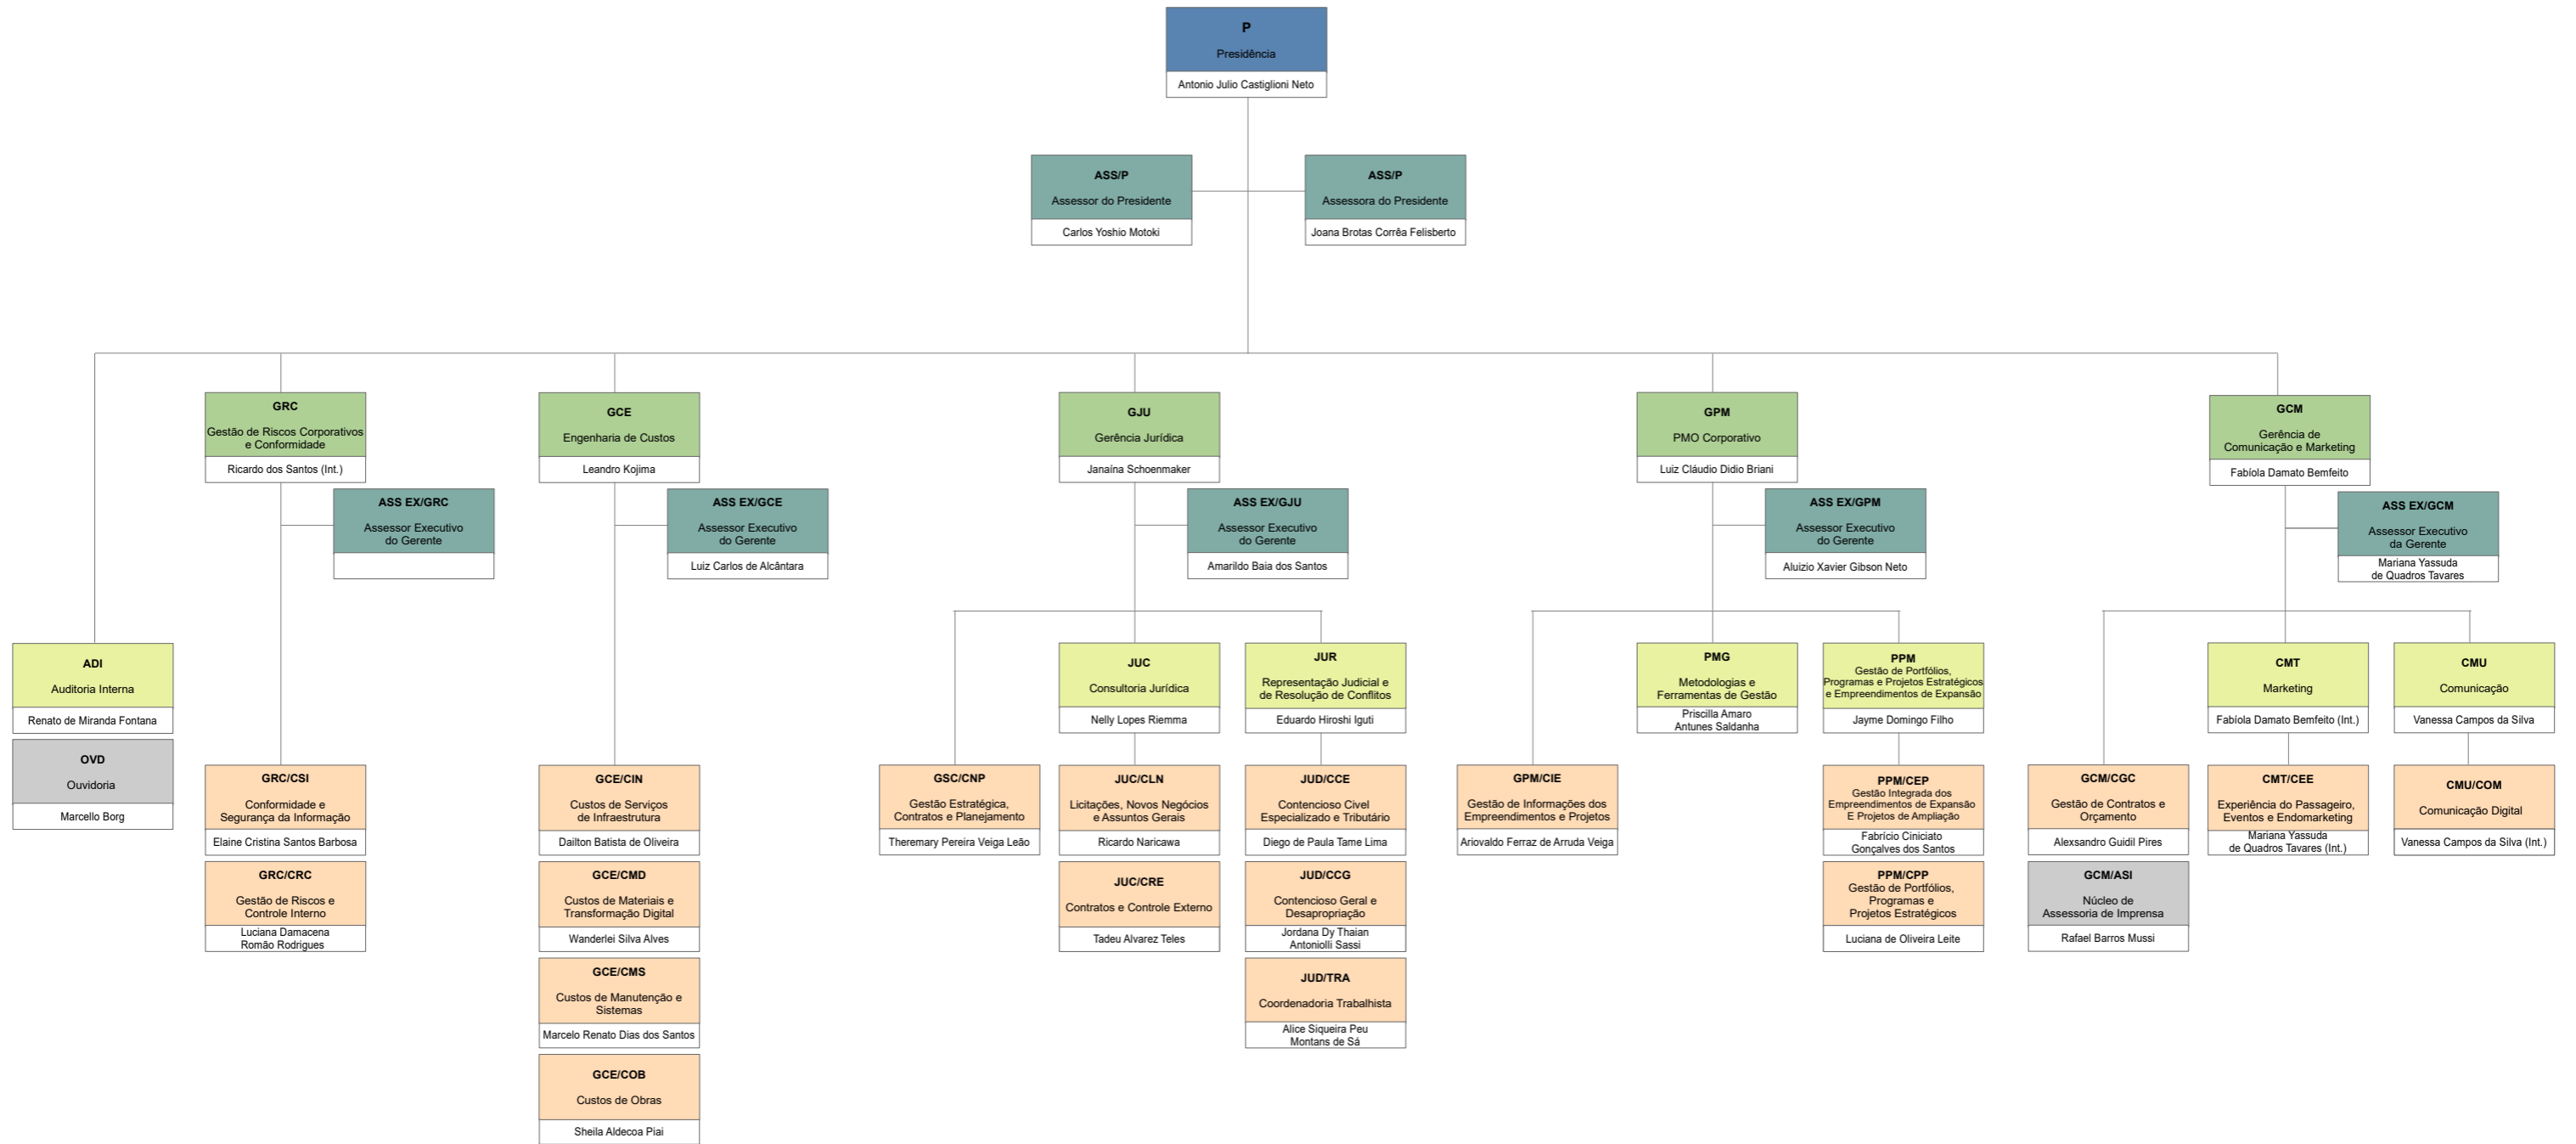 P
Presidência
Antonio Julio Castiglioni Neto
ASS/P
Assessor do Presidente
Carlos Yoshio Motoki
ASS/P
Assessora do Presidente
Joana Brotas Corrêa Felisberto
GRC
Gestão de Riscos Corporativos
e Conformidade
Ricardo dos Santos (Int.)
GCE
Engenharia de Custos
Leandro Kojima
GJU
Gerência Jurídica
Janaína Schoenmaker
GPM
PMO Corporativo
Luiz Cláudio Didio Briani
GCM
Gerência de
Comunicação e Marketing
Fabíola Damato Bemfeito
ASS EX/GRC
Assessor Executivo
do Gerente
ASS EX/GCE
Assessor Executivo
do Gerente
Luiz Carlos de Alcântara
ASS EX/GJU
Assessor Executivo
do Gerente
Amarildo Baia dos Santos
ASS EX/GPM
Assessor Executivo
do Gerente
Aluizio Xavier Gibson Neto
ASS EX/GCM
Assessor Executivo
da Gerente
Mariana Yassuda
de Quadros Tavares
ADI
Auditoria Interna
Renato de Miranda Fontana
JUC
Consultoria Jurídica
Nelly Lopes Riemma
JUR
Representação Judicial e
de Resolução de Conflitos
Eduardo Hiroshi Iguti
PMG
Metodologias e
Ferramentas de Gestão
Priscilla Amaro
Antunes Saldanha
PPM
Gestão de Portfólios,
Programas e Projetos Estratégicos
e Empreendimentos de Expansão
Jayme Domingo Filho
CMT
Marketing
Fabíola Damato Bemfeito (Int.)
CMU
Comunicação
Vanessa Campos da Silva
OVD
Ouvidoria
Marcello Borg
GRC/CSI
Conformidade e
Segurança da Informação
Elaine Cristina Santos Barbosa
GCE/CIN
Custos de Serviços
de Infraestrutura
Dailton Batista de Oliveira
GSC/CNP
Gestão Estratégica,
Contratos e Planejamento
Theremary Pereira Veiga Leão
JUC/CLN
Licitações, Novos Negócios
e Assuntos Gerais
Ricardo Naricawa
JUD/CCE
Contencioso Civel
Especializado e Tributário
Diego de Paula Tame Lima
GPM/CIE
Gestão de Informações dos
Empreendimentos e Projetos
Ariovaldo Ferraz de Arruda Veiga
PPM/CEP
Gestão Integrada dos
Empreendimentos de Expansão
E Projetos de Ampliação
Fabrício Ciniciato
Gonçalves dos Santos
GCM/CGC
Gestão de Contratos e
Orçamento
Alexsandro Guidil Pires
CMT/CEE
Experiência do Passageiro,
Eventos e Endomarketing
Mariana Yassuda
de Quadros Tavares (Int.)
CMU/COM
Comunicação Digital
Vanessa Campos da Silva (Int.)
GRC/CRC
Gestão de Riscos e
Controle Interno
Luciana Damacena
Romão Rodrigues
GCE/CMD
Custos de Materiais e
Transformação Digital
Wanderlei Silva Alves
JUC/CRE
Contratos e Controle Externo
Tadeu Alvarez Teles
JUD/CCG
Contencioso Geral e
Desapropriação
Jordana Dy Thaian
Antoniolli Sassi
PPM/CPP
Gestão de Portfólios,
Programas e
Projetos Estratégicos
Luciana de Oliveira Leite
GCM/ASI
Núcleo de
Assessoria de Imprensa
Rafael Barros Mussi
GCE/CMS
Custos de Manutenção e
Sistemas
Marcelo Renato Dias dos Santos
JUD/TRA
Coordenadoria Trabalhista
Alice Siqueira Peu
Montans de Sá
GCE/COB
Custos de Obras
Sheila Aldecoa Piai